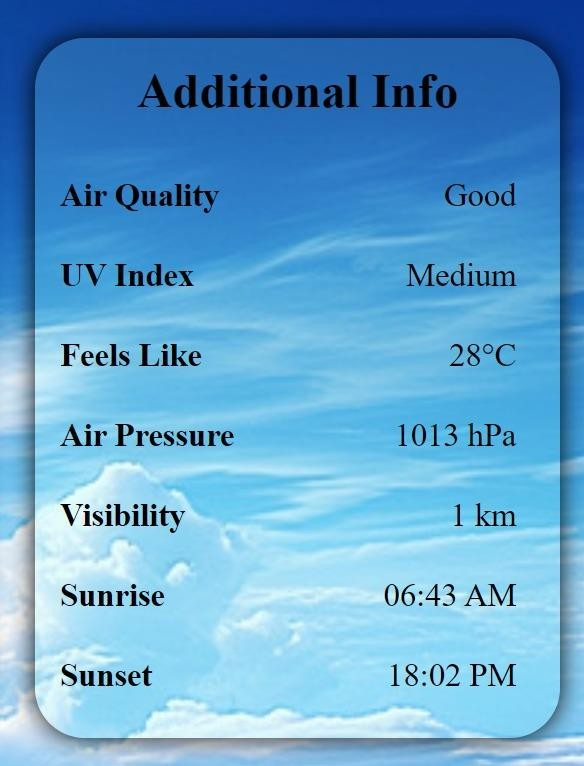 Additional Info
Air Quality Good
UV Index Medium
Feels Like 28°C
Air Pressure 1013 hPa
Visibility 1 km
Sunrise 06:43 AM
Sunset 18:02 PM